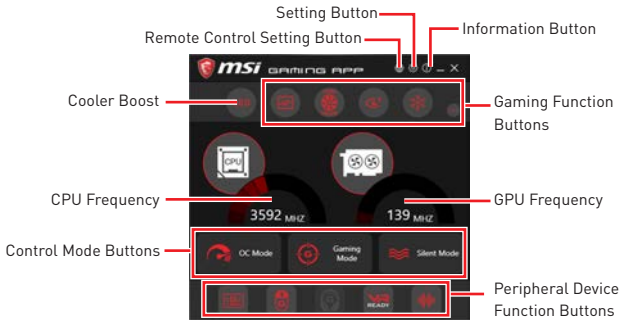 Setting Button
Information Button
Remote Control Setting Button
msi GAMING APP
Cooler Boost
Gaming Function
Buttons
CPU
CPU Frequency
GPU Frequency
3592 MHZ
139 MHZ
Control Mode Buttons
OC Mode
Gaming
Mode
Silent Mode
VR
READY
Peripheral Device
Function Buttons